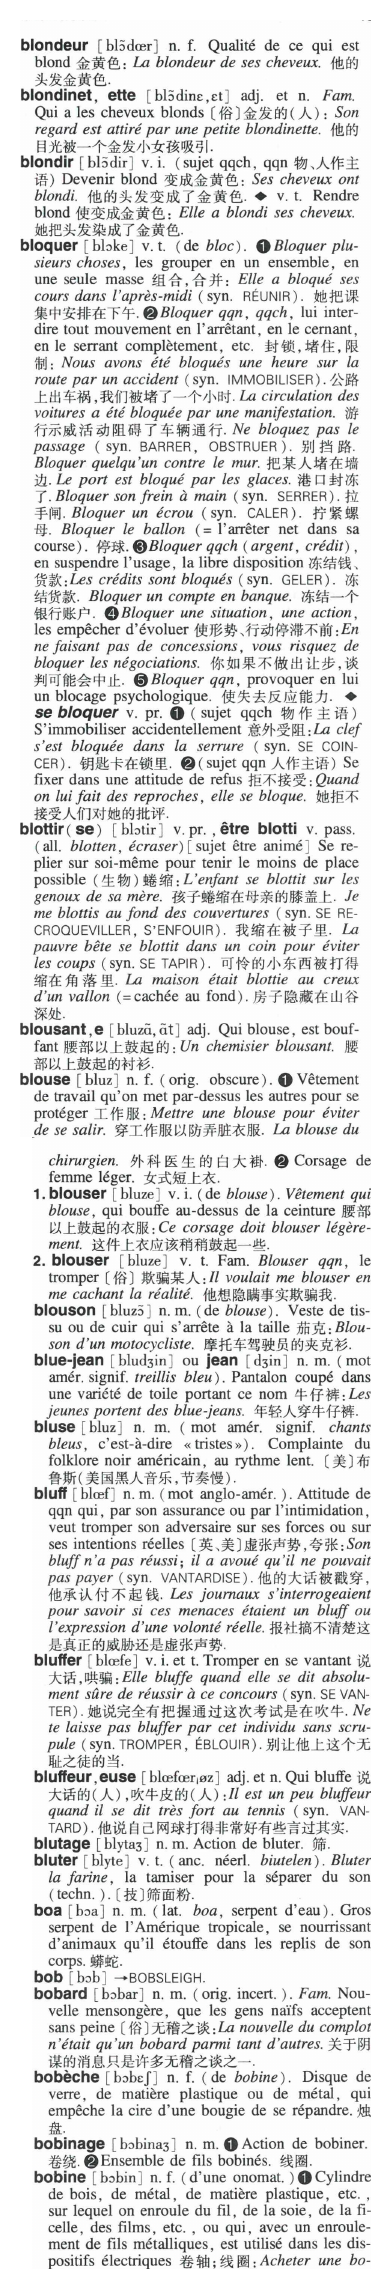 blondeur [blɔ̃dœr] n. f. Qualité de ce qui est
blond 金黄色: La blondeur de ses cheveux. 他的
头发金黄色.
blondinet, ette [blɔ̃dinɛ,ɛt] adj. et n. Fam.
Qui a les cheveux blonds [俗]金发的(人): Son
regard est attiré par une petite blondinette. 他的
目光被一个金发小女孩吸引.
blondir [blɔ̃dir] v. i. (sujet qqch, qqn 物、人作主
语) Devenir blond 变成金黄色: Ses cheveux ont
blondi. 他的头发变成了金黄色. ◆ v. t. Rendre
blond 使变成金黄色: Elle a blondi ses cheveux.
她把头发染成了金黄色.
bloquer [blɔke] v. t. (de bloc). ❶ Bloquer plu-
sieurs choses, les grouper en un ensemble, en
une seule masse 组合,合并: Elle a bloqué ses
cours dans l'après-midi (syn. RÉUNIR). 她把课
集中安排在下午. ❷ Bloquer qqn, qqch, lui inter-
dire tout mouvement en l'arrêtant, en le cernant,
en le serrant complètement, etc. 封锁,堵住,限
制: Nous avons été bloqués une heure sur la
route par un accident (syn. IMMOBILISER). 公路
上出车祸,我们被堵了一个小时. La circulation des
voitures a été bloquée par une manifestation. 游
行示威活动阻碍了车辆通行. Ne bloquez pas le
passage (syn. BARRER, OBSTRUER). 别挡路.
Bloquer quelqu'un contre le mur. 把某人堵在墙
边. Le port est bloqué par les glaces. 港口封冻
了. Bloquer son frein à main (syn. SERRER). 拉
手闸. Bloquer un écrou (syn. CALER). 拧紧螺
母. Bloquer le ballon (= l'arrêter net dans sa
course). 停球. ❸ Bloquer qqch (argent, crédit),
en suspendre l'usage, la libre disposition 冻结钱、
货款: Les crédits sont bloqués (syn. GELER). 冻
结货款. Bloquer un compte en banque. 冻结一个
银行账户. ❹ Bloquer une situation, une action,
les empêcher d'évoluer 使形势、行动停滞不前: En
ne faisant pas de concessions, vous risquez de
bloquer les négociations. 你如果不做出让步,谈
判可能会中止. ❺ Bloquer qqn, provoquer en lui
un blocage psychologique. 使失去反应能力. ◆
se bloquer v. pr. ❶ (sujet qqch 物作主语)
S'immobiliser accidentellement 意外受阻: La clef
s'est bloquée dans la serrure (syn. SE COIN-
CER). 钥匙卡在锁里. ❷ (sujet qqn 人作主语) Se
fixer dans une attitude de refus 拒不接受: Quand
on lui fait des reproches, elle se bloque. 她拒不
接受人们对她的批评.
blottir (se) [blɔtir] v. pr., être blotti v. pass.
(all. blotten, écraser) [sujet être animé] Se re-
plier sur soi-même pour tenir le moins de place
possible (生物)蜷缩: L'enfant se blottit sur les
genoux de sa mère. 孩子蜷缩在母亲的膝盖上. Je
me blottis au fond des couvertures (syn. SE RE-
CROQUEVILLER, S'ENFOUIR). 我缩在被子里. La
pauvre bête se blottit dans un coin pour éviter
les coups (syn. SE TAPIR). 可怜的小东西被打得
缩在角落里. La maison était blottie au creux
d'un vallon (= cachée au fond). 房子隐藏在山谷
深处.
blousant, e [bluzɑ̃, ɑ̃t] adj. Qui blouse, est bouf-
fant 腰部以上鼓起的: Un chemisier blousant. 腰
部以上鼓起的衬衫.
blouse [bluz] n. f. (orig. obscure). ❶ Vêtement
de travail qu'on met par-dessus les autres pour se
protéger 工作服: Mettre une blouse pour éviter
de se salir. 穿工作服以防弄脏衣服. La blouse du
chirurgien. 外科医生的白大褂. ❷ Corsage de
femme léger. 女式短上衣.
1. blouser [bluze] v. i. (de blouse). Vêtement qui
blouse, qui bouffe au-dessus de la ceinture 腰部
以上鼓起的衣服: Ce corsage doit blouser légère-
ment. 这件上衣应该稍稍鼓起一些.
2. blouser [bluze] v. t. Fam. Blouser qqn, le
tromper [俗] 欺骗某人: Il voulait me blouser en
me cachant la réalité. 他想隐瞒事实欺骗我.
blouson [bluzɔ̃] n. m. (de blouse). Veste de tis-
su ou de cuir qui s'arrête à la taille 茄克: Blou-
son d'un motocycliste. 摩托车驾驶员的夹克衫.
blue-jean [bludʒin] ou jean [dʒin] n. m. (mot
amér. signif. treillis bleu). Pantalon coupé dans
une variété de toile portant ce nom 牛仔裤: Les
jeunes portent des blue-jeans. 年轻人穿牛仔裤.
bluse [bluz] n. m. (mot amér. signif. chants
bleus, c'est-à-dire «tristes»). Complainte du
folklore noir américain, au rythme lent. [美]布
鲁斯(美国黑人音乐,节奏慢).
bluff [blœf] n. m. (mot anglo-amér.). Attitude de
qqn qui, par son assurance ou par l'intimidation,
veut tromper son adversaire sur ses forces ou sur
ses intentions réelles [英、美]虚张声势,夸张: Son
bluff n'a pas réussi; il a avoué qu'il ne pouvait
pas payer (syn. VANTARDISE). 他的大话被戳穿,
他承认付不起钱. Les journaux s'interrogeaient
pour savoir si ces menaces étaient un bluff ou
l'expression d'une volonté réelle. 报社搞不清楚这
是真正的威胁还是虚张声势.
bluffer [blœfe] v. i. et t. Tromper en se vantant 说
大话,哄骗: Elle bluffe quand elle se dit absolu-
ment sûre de réussir à ce concours (syn. SE VAN-
TER). 她说完全有把握通过这次考试是在吹牛. Ne
te laisse pas bluffer par cet individu sans scru-
pule (syn. TROMPER, ÉBLOUIR). 别让他上这个无
耻之徒的当.
bluffeur, euse [blœfœr,øz] adj. et n. Qui bluffe 说
大话的(人),吹牛皮的(人): Il est un peu bluffeur
quand il se dit très fort au tennis (syn. VAN-
TARD). 他说自己网球打得非常好有些言过其实.
blutage [blytaʒ] n. m. Action de bluter. 筛.
bluter [blyte] v. t. (anc. néerl. biutelen). Bluter
la farine, la tamiser pour la séparer du son
(techn.). [技]筛面粉.
boa [bɔa] n. m. (lat. boa, serpent d'eau). Gros
serpent de l'Amérique tropicale, se nourrissant
d'animaux qu'il étouffe dans les replis de son
corps. 蟒蛇.
bob [bɔb] →BOBSLEIGH.
bobard [bɔbar] n. m. (orig. incert.). Fam. Nou-
velle mensongère, que les gens naïfs acceptent
sans peine [俗]无稽之谈: La nouvelle du complot
n'était qu'un bobard parmi tant d'autres. 关于阴
谋的消息只是许多无稽之谈之一.
bobèche [bɔbɛʃ] n. f. (de bobine). Disque de
verre, de matière plastique ou de métal, qui
empêche la cire d'une bougie de se répandre. 烛
盘.
bobinage [bɔbinaʒ] n. m. ❶ Action de bobiner.
卷绕. ❷ Ensemble de fils bobinés. 线圈.
bobine [bɔbin] n. f. (d'une onomat.) ❶ Cylindre
de bois, de métal, de matière plastique, etc.,
sur lequel on enroule du fil, de la soie, de la fi-
celle, des films, etc., ou qui, avec un enroule-
ment de fils métalliques, est utilisé dans les dis-
positifs électriques 卷轴;线圈: Acheter une bo-